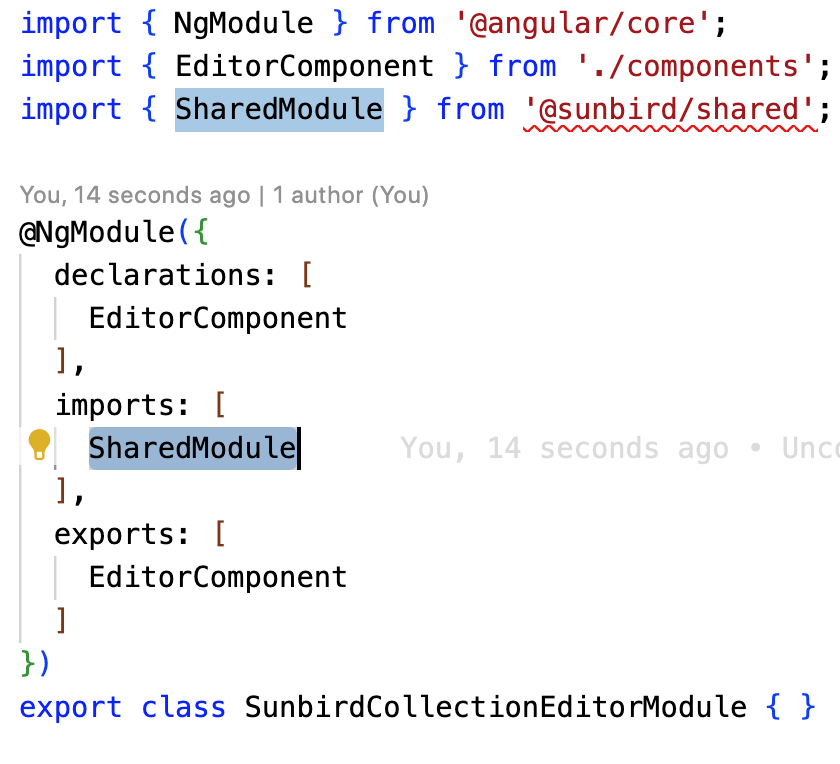 import { NgModule } from '@angular/core';
import { EditorComponent } from './components';
import { SharedModule } from '@sunbird/shared';
You, 14 seconds ago | 1 author (You)
@NgModule({
  declarations: [
    EditorComponent
  ],
  imports: [
    SharedModule You, 14 seconds ago •
  ],
  exports: [
    EditorComponent
  ]
})
export class SunbirdCollectionEditorModule { }